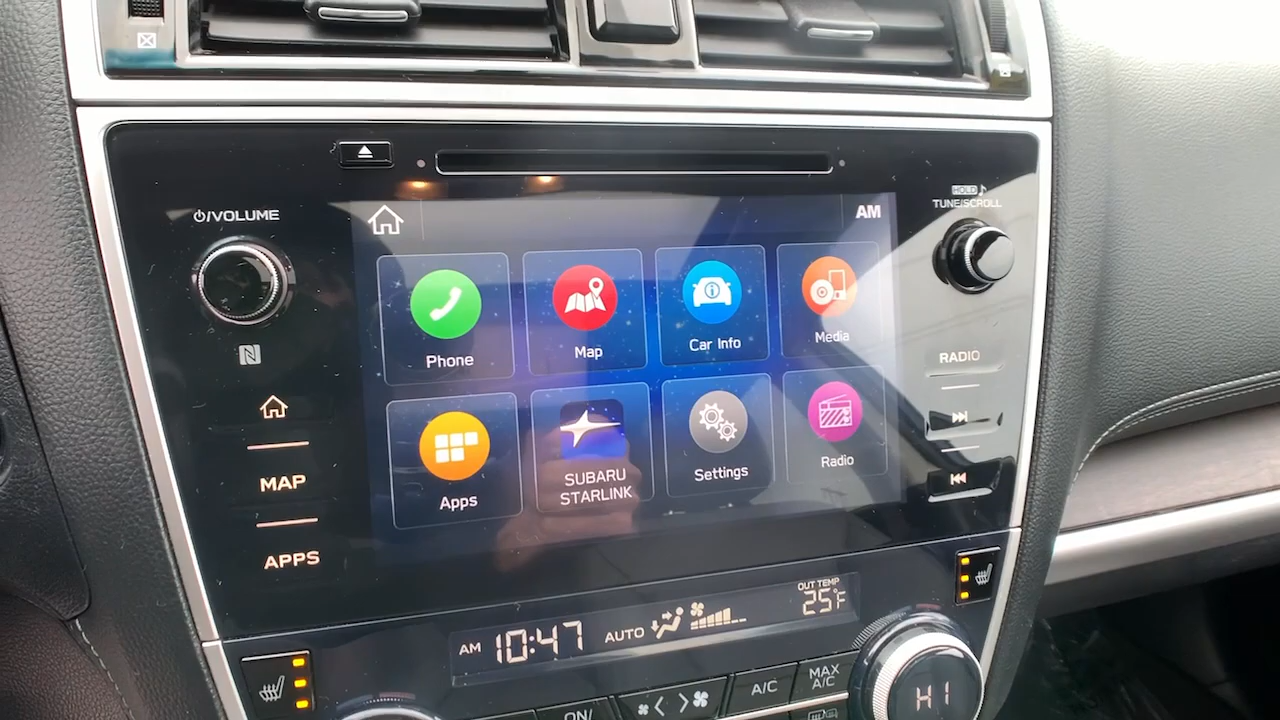 HOLD
TUNE/SCROLL
/VOLUME
AM
Phone
Map
Car Info
Media
RADIO
Apps
SUBARU
STARLINK
Settings
Radio
MAP
APPS
AM 10:47
AUTO
OUT TEMP
25°F
ON/
A/C
MAX
A/C
HI